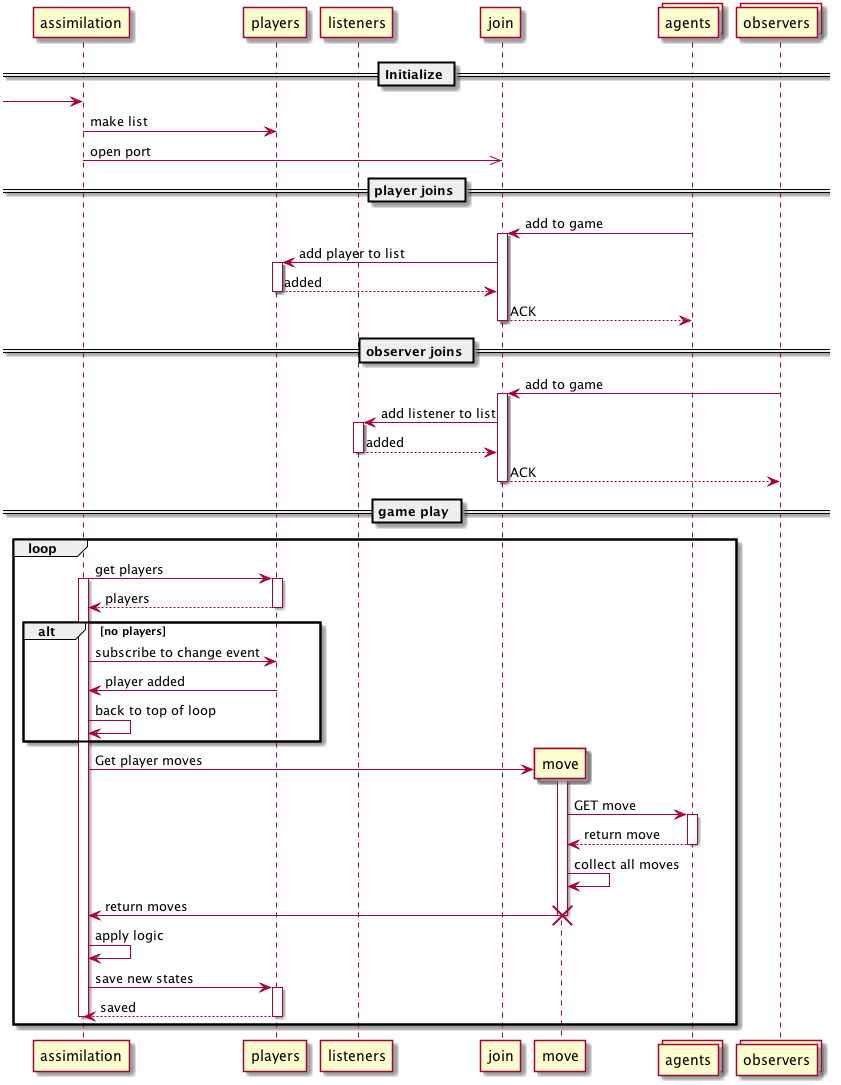 assimilation players listeners join agents observers
Initialize
make list
open port
player joins
add to game
add player to list
added
ACK
observer joins
add to game
add listener to list
added
ACK
game play
loop
get players
players
alt [no players]
subscribe to change event
player added
back to top of loop
Get player moves move
GET move
return move
collect all moves
return moves
apply logic
save new states
saved
assimilation players listeners join move agents observers